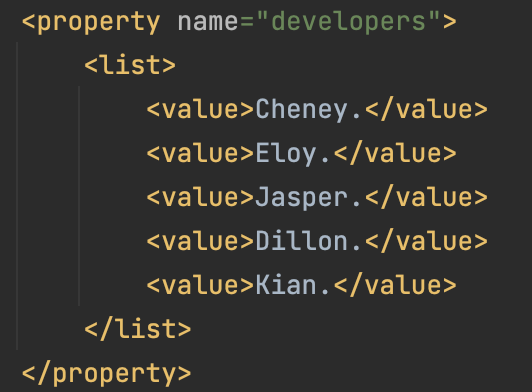 <property name="developers">
<list>
<value>Cheney.</value>
<value>Eloy.</value>
<value>Jasper.</value>
<value>Dillon.</value>
<value>Kian.</value>
</list>
</property>